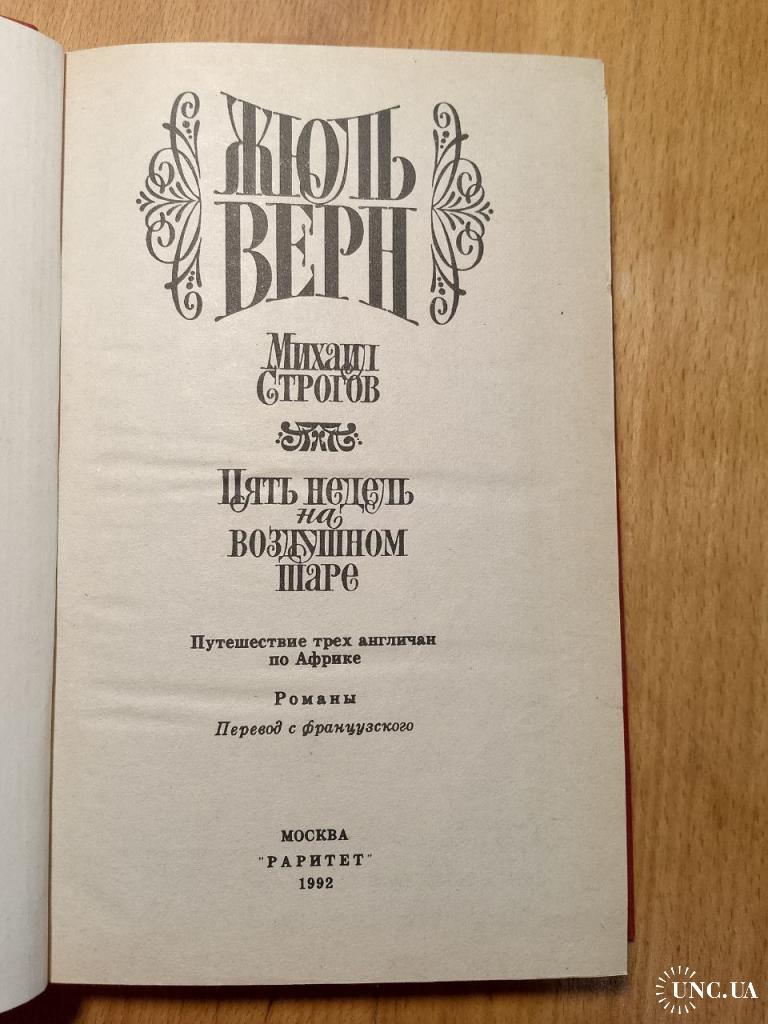 ЖЮЛЬ
ВЕРН
Михаил
Строгов
Пять недель
на
воздушном
шаре
Путешествие трех англичан
по Африке
Романы
Перевод с французского
МОСКВА
"РАРИТЕТ"
1992
UNC.UA